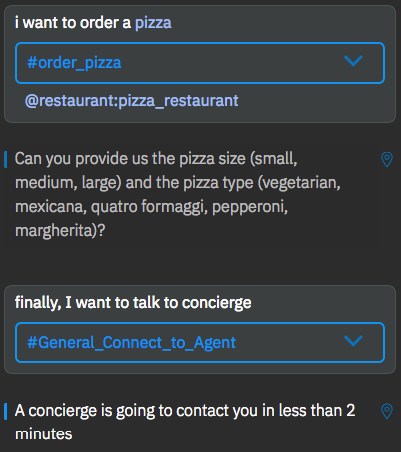 i want to order a pizza
#order_pizza
@restaurant:pizza_restaurant
Can you provide us the pizza size (small,
medium, large) and the pizza type (vegetarian,
mexicana, quatro formaggi, pepperoni,
margherita)?
finally, I want to talk to concierge
#General_Connect_to_Agent
A concierge is going to contact you in less than 2
minutes